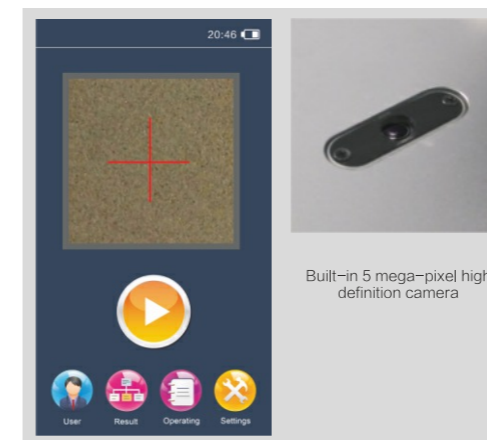 20:46
User
Result
Operating
Settings
Built-in 5 mega-pixel high
definition camera